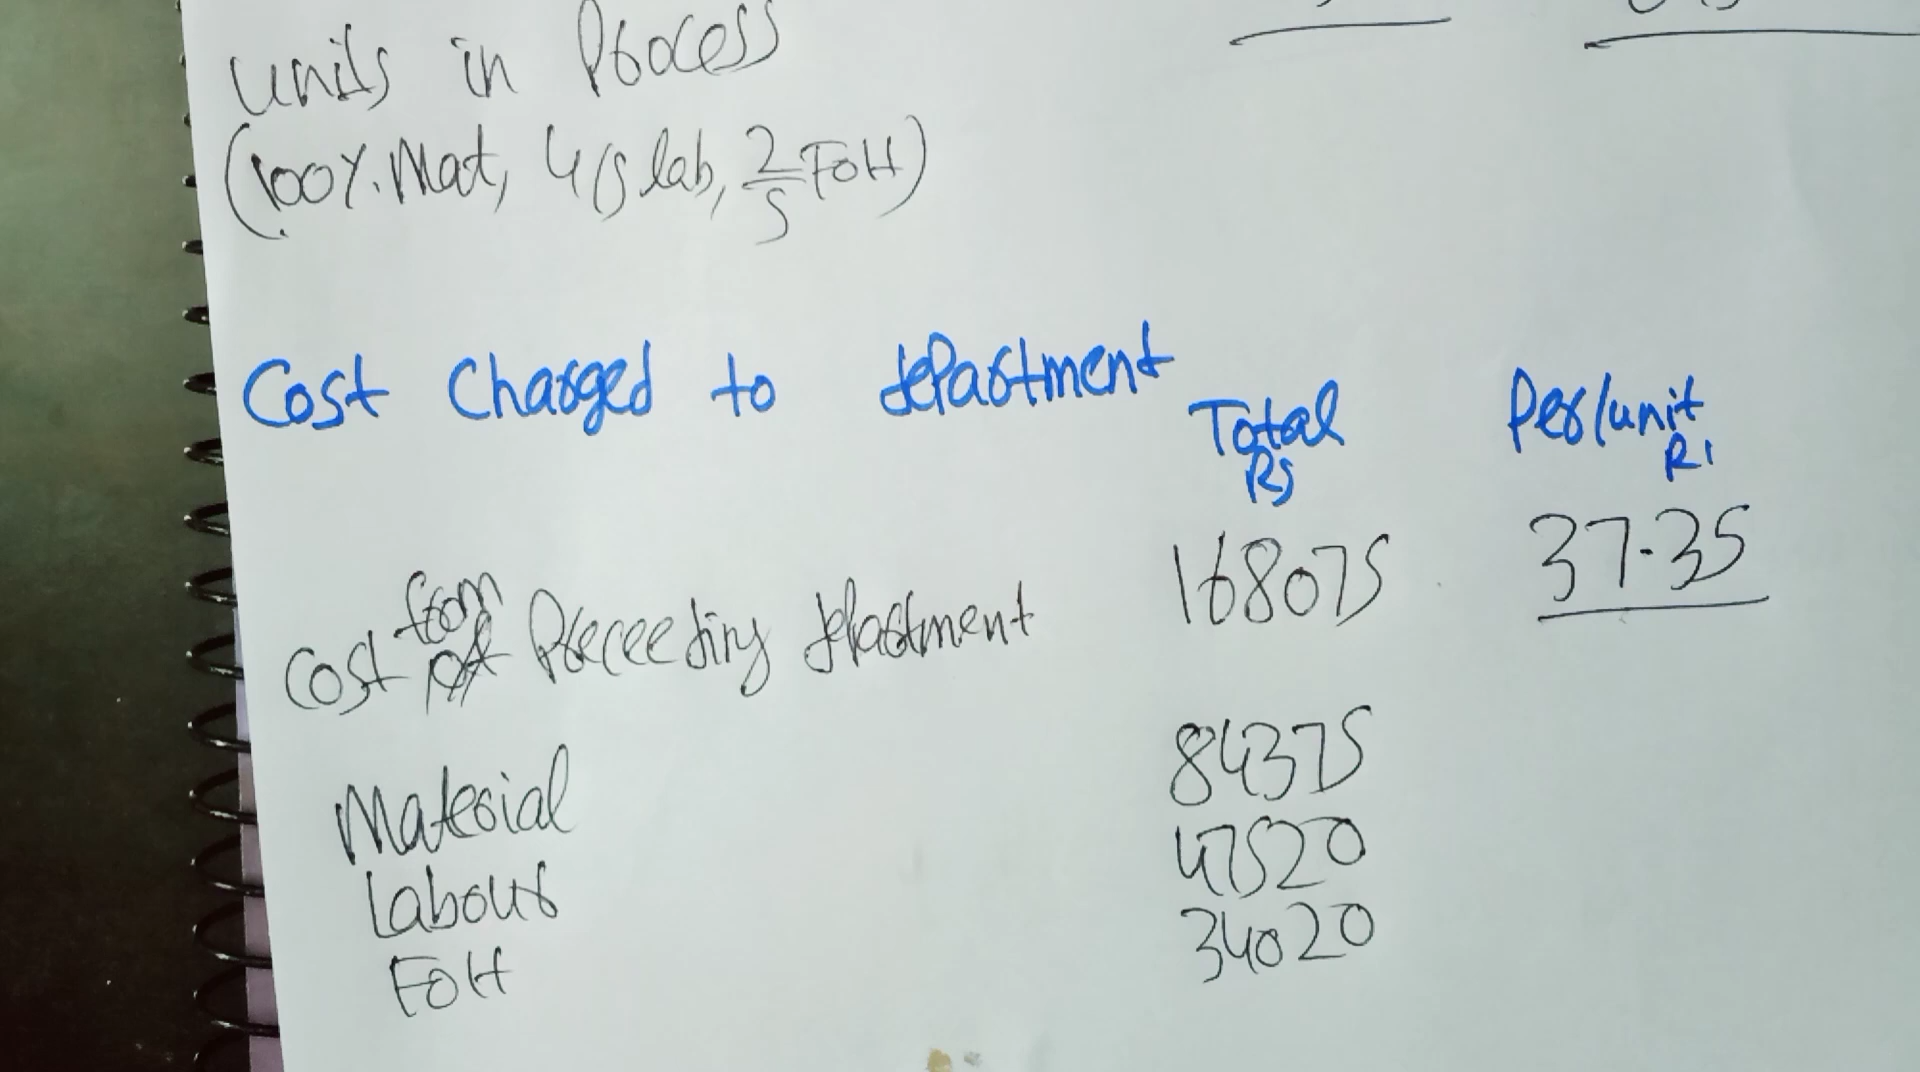 units in Process
(100%. Mat, 4/5 lab, 2/5 FOH)
Cost Charged to department
Total Per/unit
Rs Rs
Cost from Preceeding department 168075 37.35
Material 84375
Labour 47520
FOH 34020